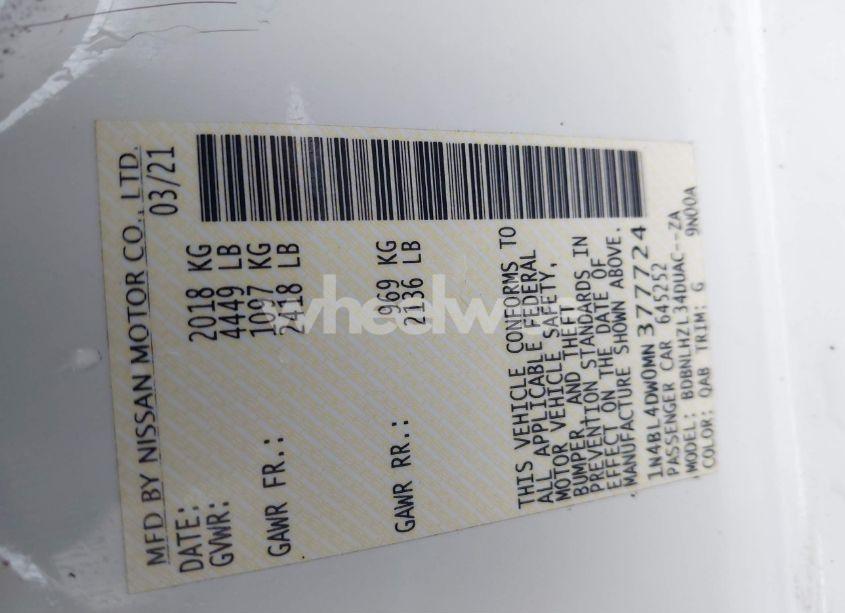 MFD BY NISSAN MOTOR CO., LTD.
DATE: 03/21
GVWR: 2018 KG
4449 LB
GAWR FR.: 1097 KG
2418 LB
GAWR RR.: 969 KG
2136 LB
THIS VEHICLE CONFORMS TO
ALL APPLICABLE FEDERAL
MOTOR VEHICLE SAFETY,
BUMPER AND THEFT
PREVENTION STANDARDS IN
EFFECT ON THE DATE OF
MANUFACTURE SHOWN ABOVE.
1N4BL4DW0MN377724
PASSENGER CAR 645252
MODEL: BDBNLHZL34DUAC--ZA
COLOR: QAB TRIM: G 9N00A